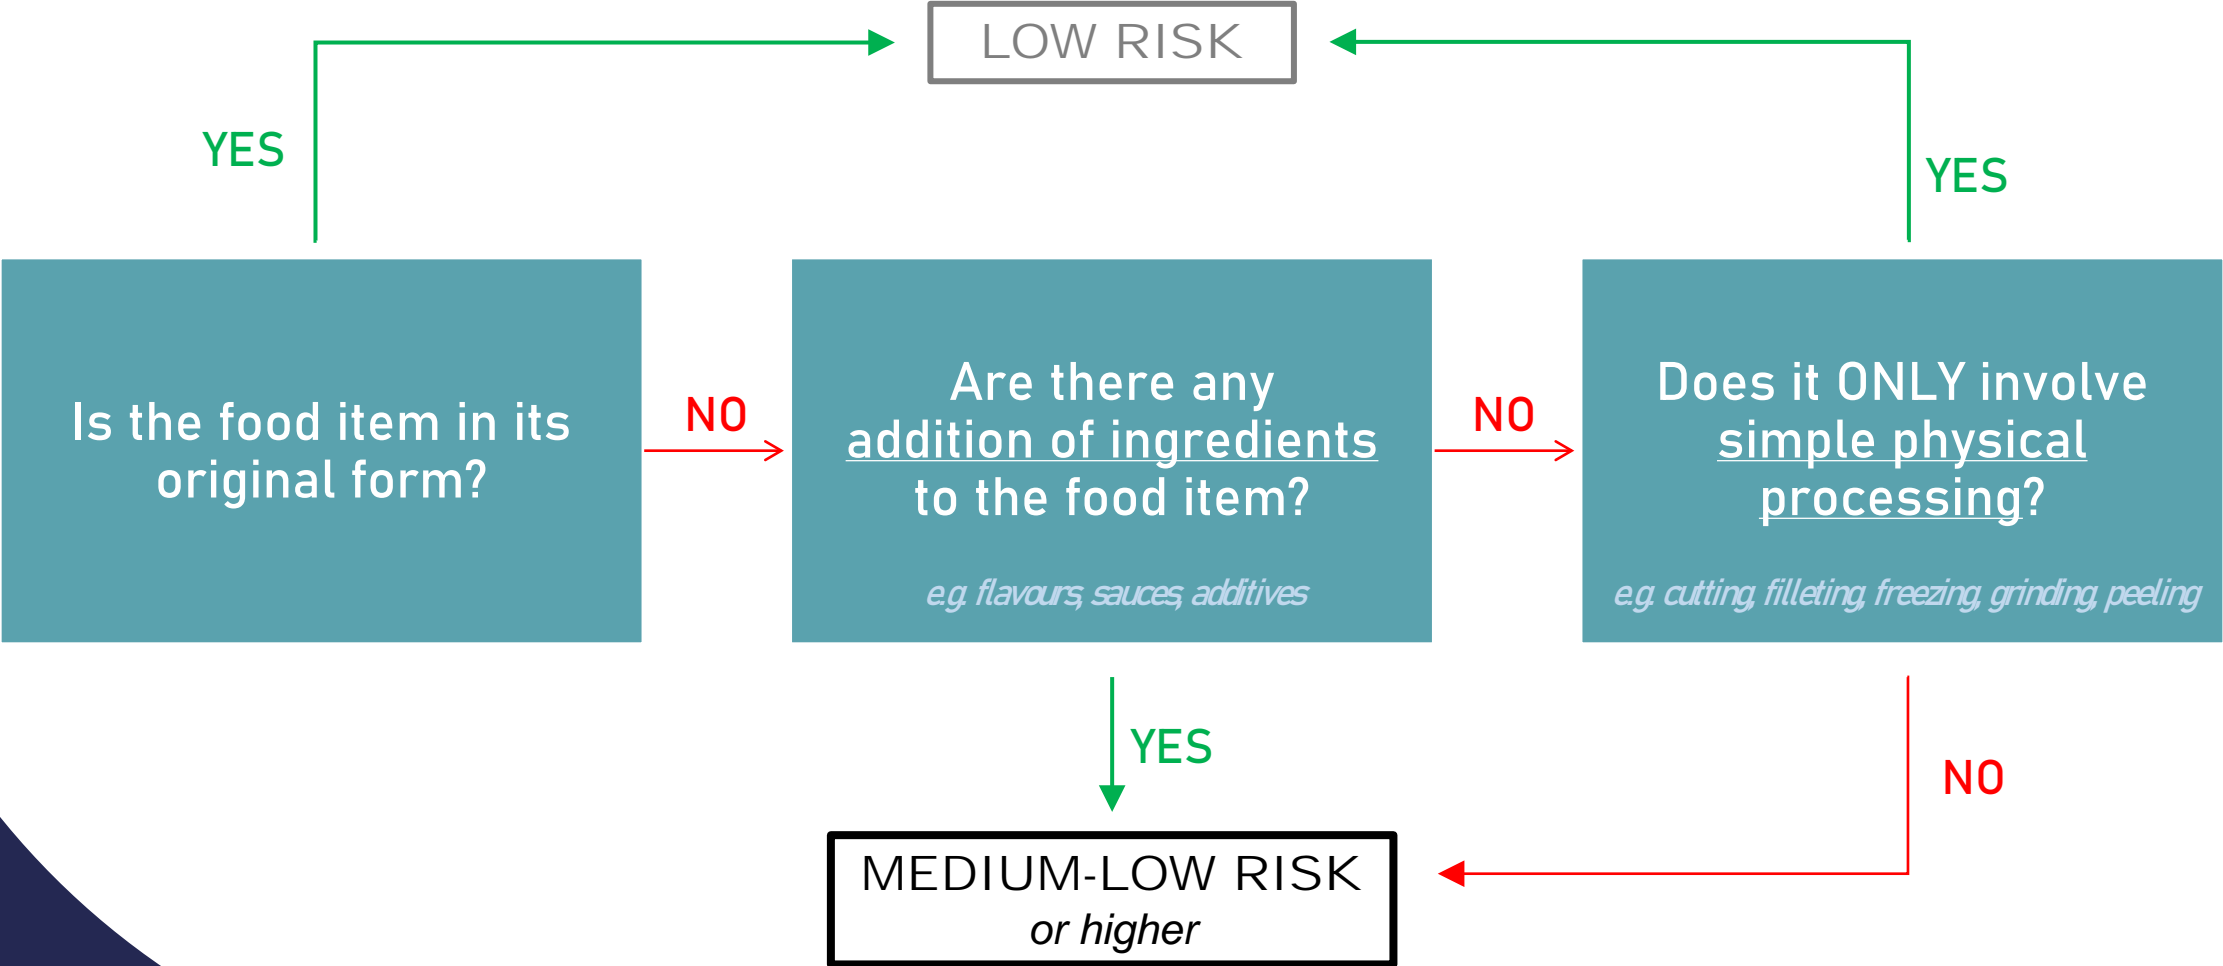 LOW RISK
YES
YES
Is the food item in its
original form?
NO
Are there any
addition of ingredients
to the food item?
e.g. flavours, sauces, additives
NO
Does it ONLY involve
simple physical
processing?
e.g. cutting, filleting, freezing, grinding, peeling
YES
NO
MEDIUM-LOW RISK
or higher